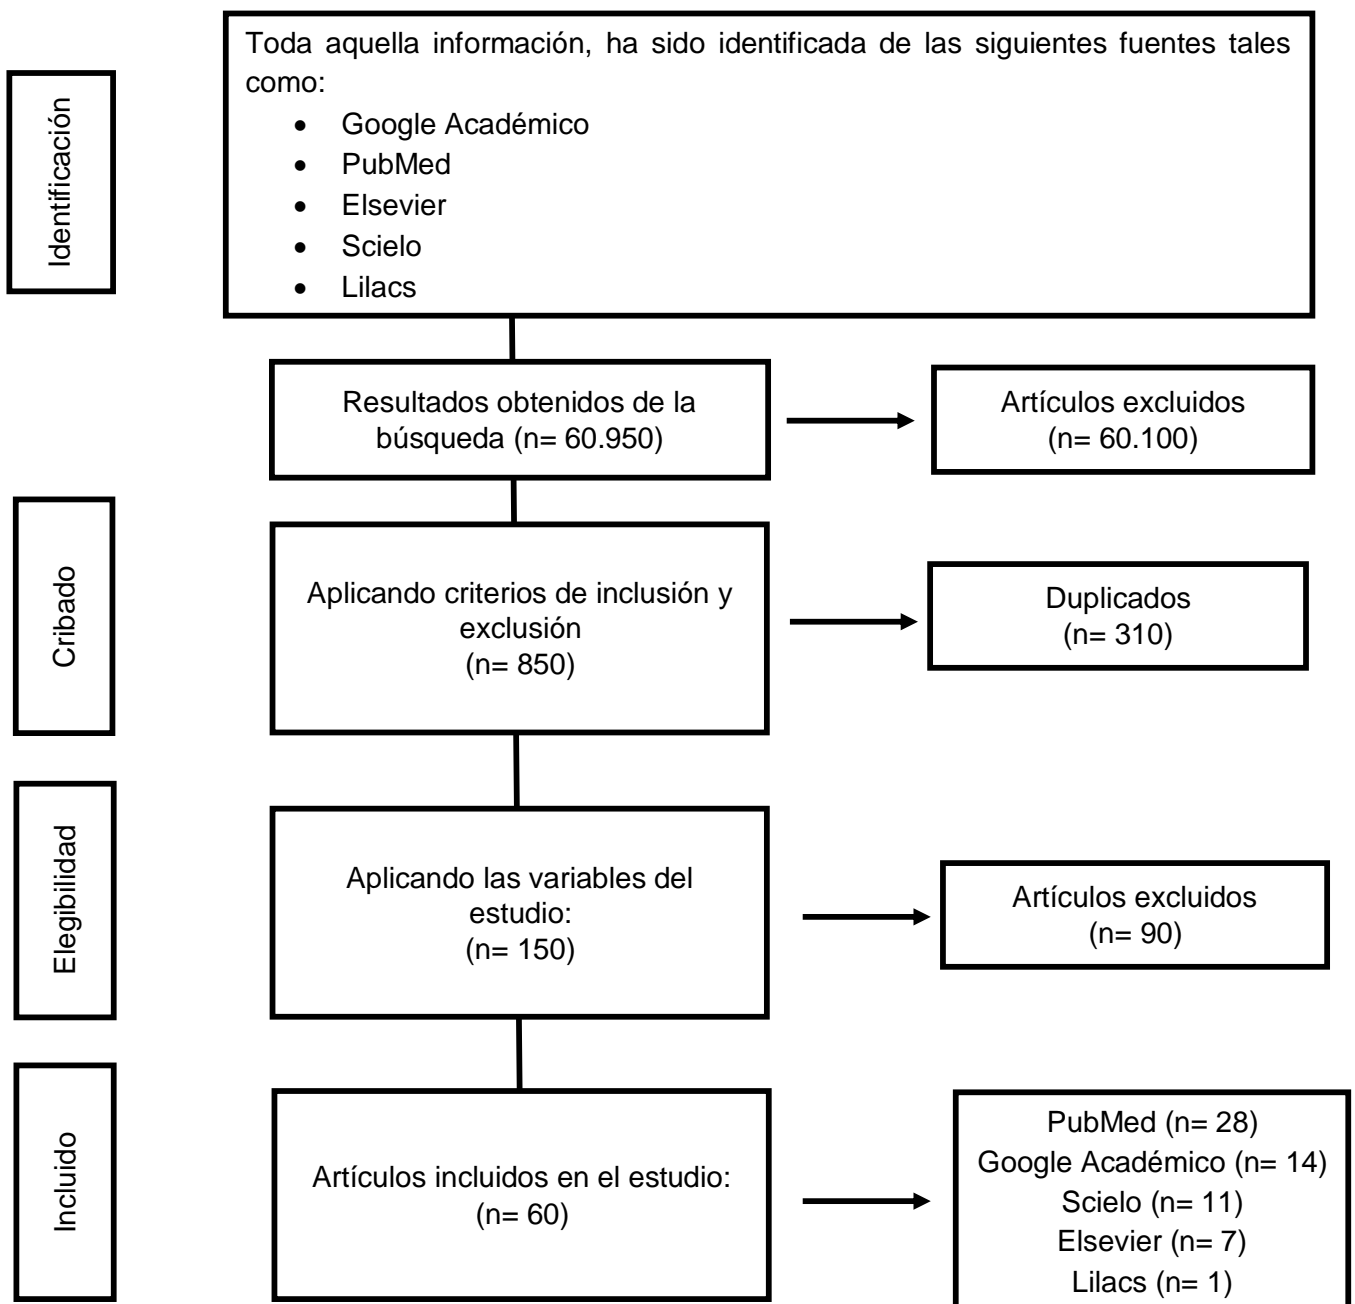 Toda aquella información, ha sido identificada de las siguientes fuentes tales
como:
• Google Académico
• PubMed
• Elsevier
• Scielo
• Lilacs
Identificación
Resultados obtenidos de la
búsqueda (n= 60.950)
Artículos excluidos
(n= 60.100)
Cribado
Aplicando criterios de inclusión y
exclusión
(n= 850)
Duplicados
(n= 310)
Elegibilidad
Aplicando las variables del
estudio:
(n= 150)
Artículos excluidos
(n= 90)
Incluido
Artículos incluidos en el estudio:
(n= 60)
PubMed (n= 28)
Google Académico (n= 14)
Scielo (n= 11)
Elsevier (n= 7)
Lilacs (n= 1)